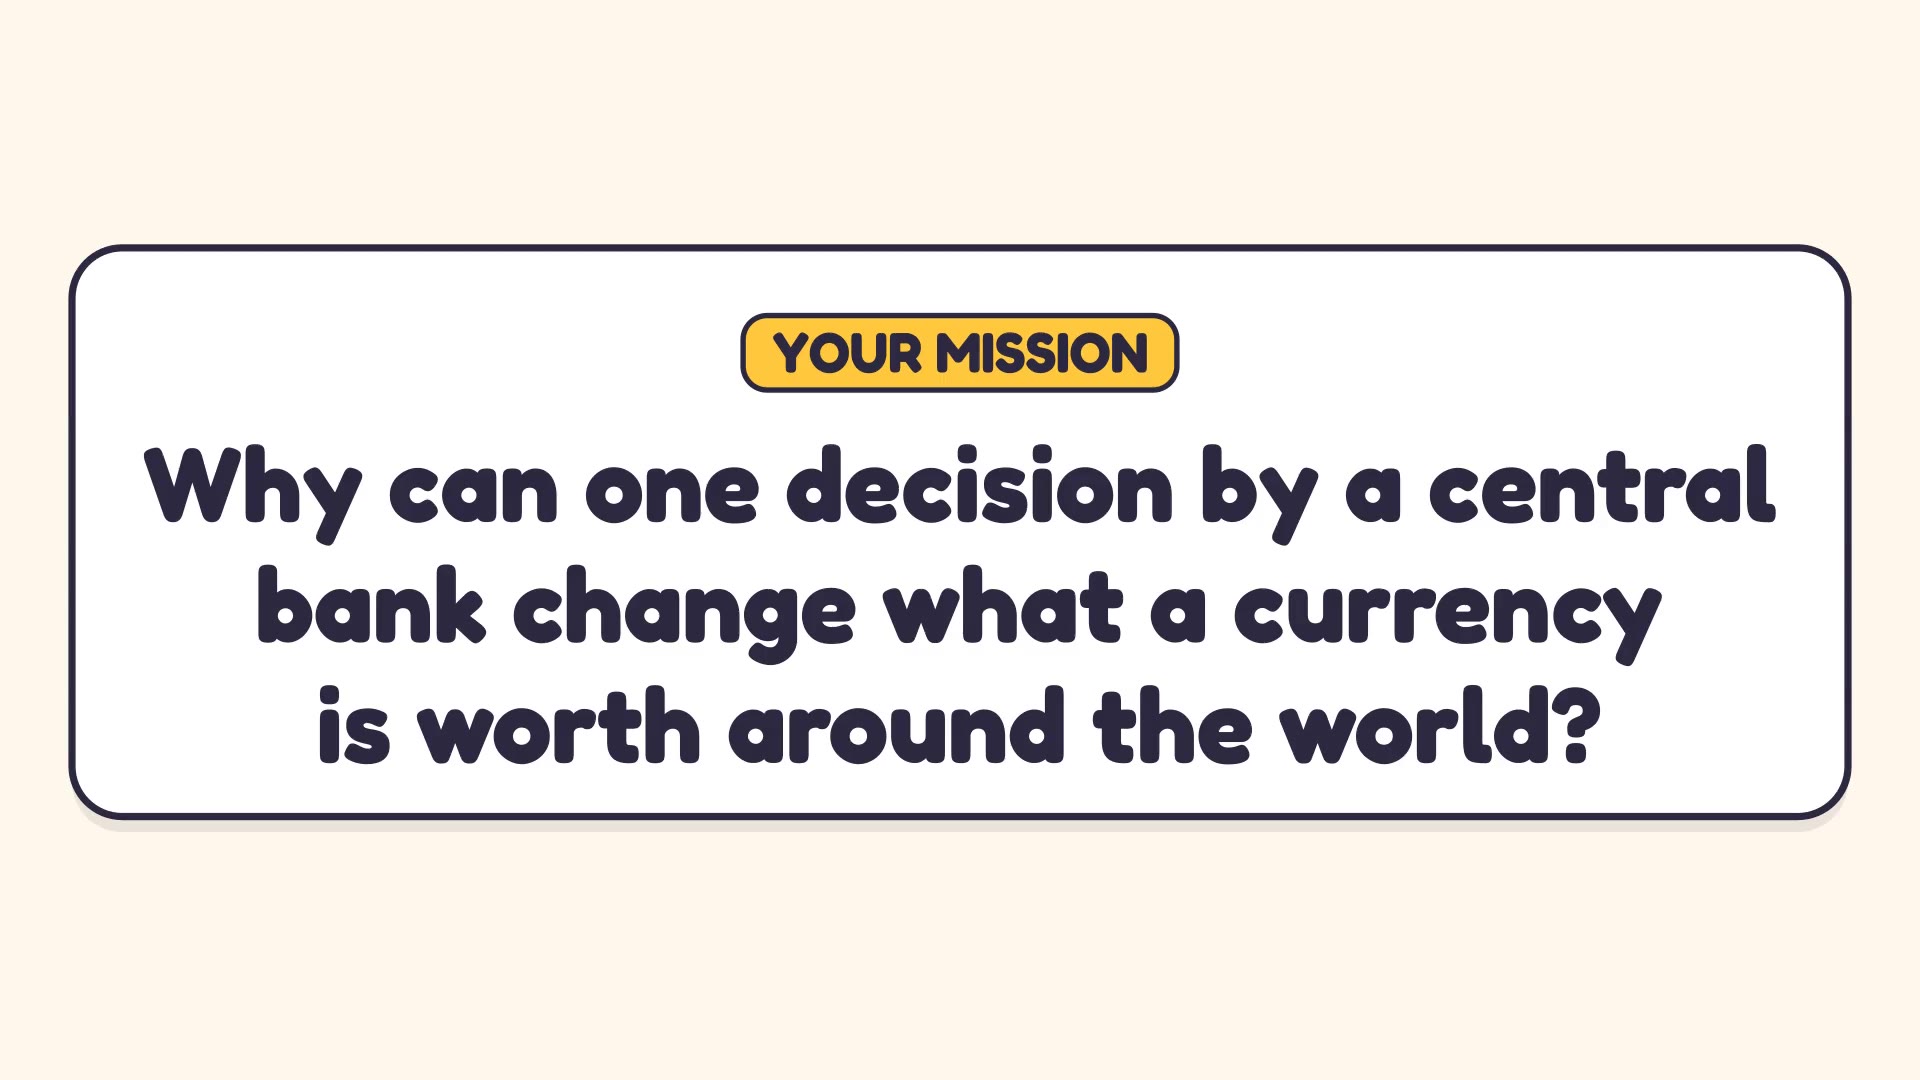 YOUR MISSION
Why can one decision by a central
bank change what a currency
is worth around the world?